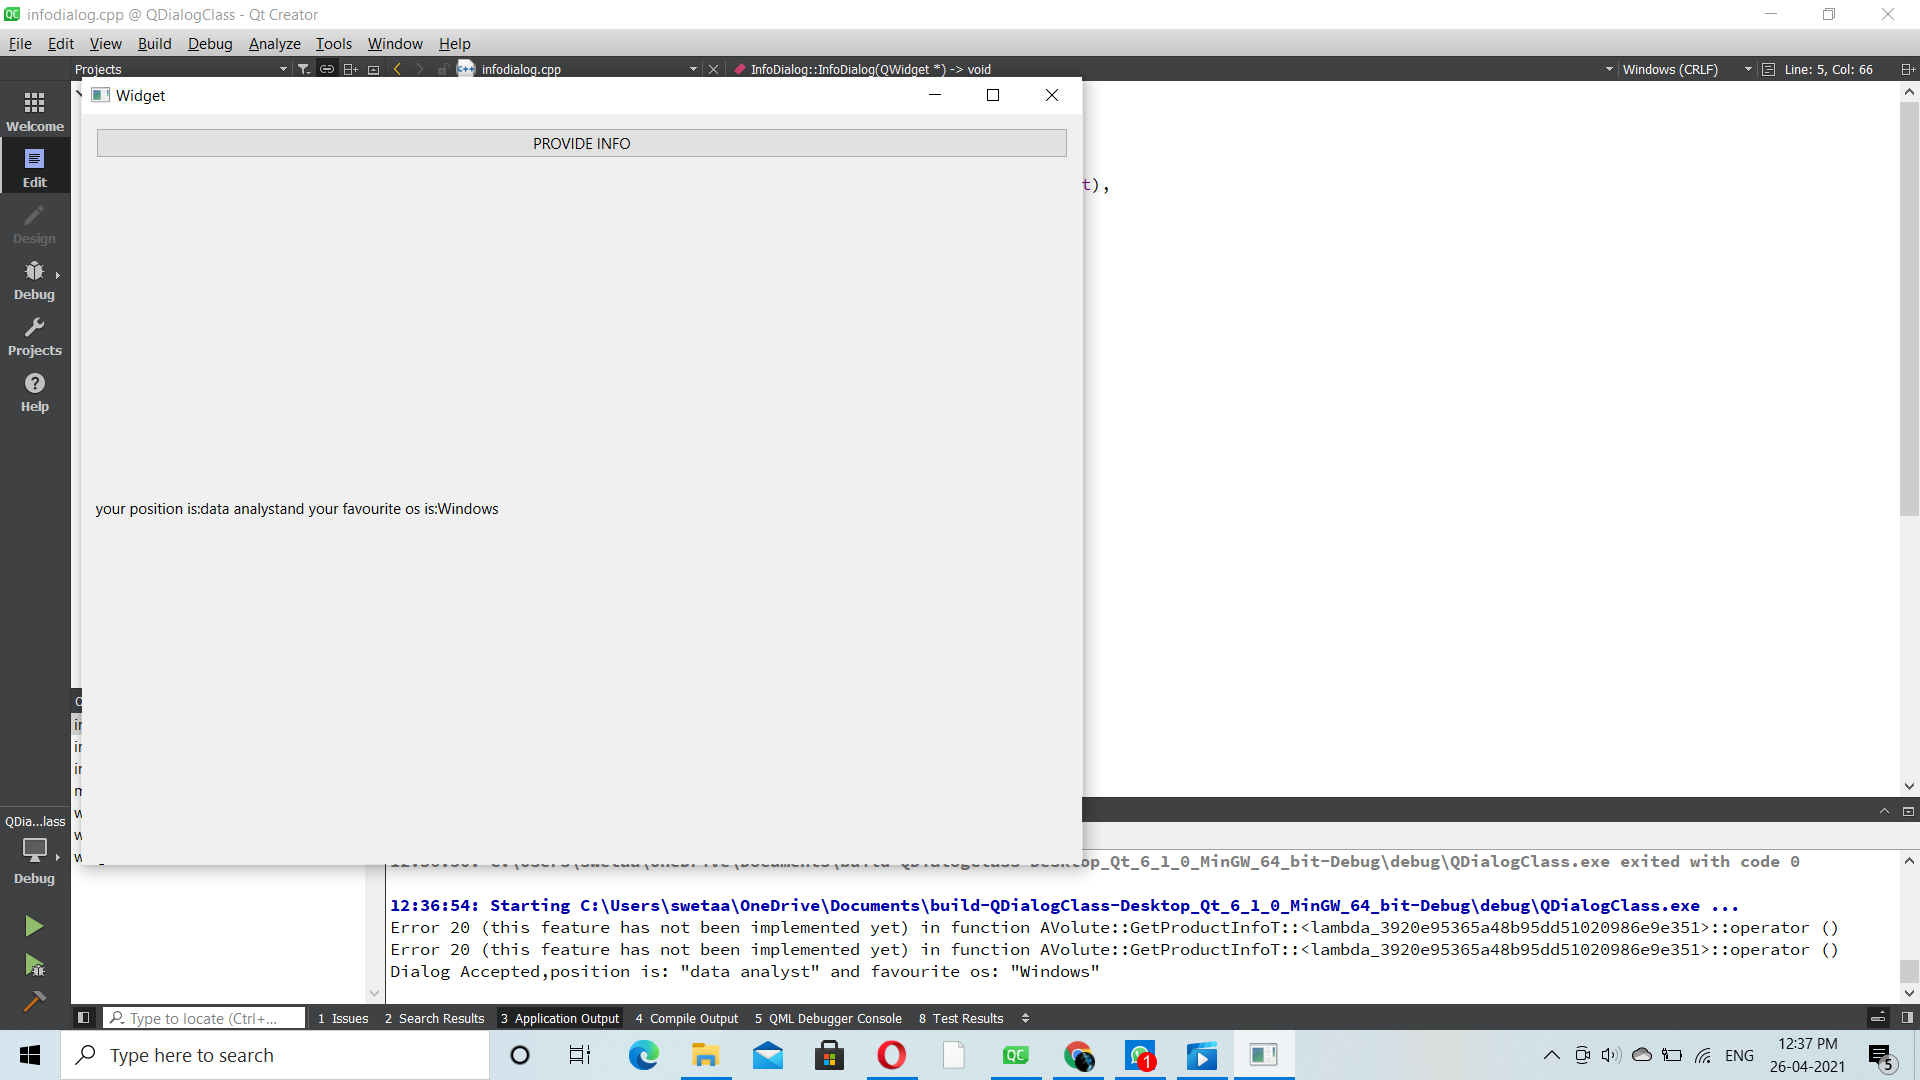 infodialog.cpp @ QDialogClass - Qt Creator
File Edit View Build Debug Analyze Tools Window Help
Projects infodialog.cpp InfoDialog::InfoDialog(QWidget *) -> void Windows (CRLF) Line: 5, Col: 66
Widget
PROVIDE INFO
Welcome
Edit
t),
Design
Debug
Projects
Help
your position is:data analystand your favourite os is:Windows
QDia...lass
Debug
QDialogClass.exe exited with code 0
12:36:54: Starting C:\Users\swetaa\OneDrive\Documents\build-QDialogClass-Desktop_Qt_6_1_0_MinGW_64_bit-Debug\debug\QDialogClass.exe ...
Error 20 (this feature has not been implemented yet) in function AVolute::GetProductInfoT::<lambda_3920e95365a48b95dd51020986e9e351>::operator ()
Error 20 (this feature has not been implemented yet) in function AVolute::GetProductInfoT::<lambda_3920e95365a48b95dd51020986e9e351>::operator ()
Dialog Accepted,position is: "data analyst" and favourite os: "Windows"
Type to locate (Ctrl+... 1 Issues 2 Search Results 3 Application Output 4 Compile Output 5 QML Debugger Console 8 Test Results
Type here to search QC 1 ENG 12:37 PM
26-04-2021 5